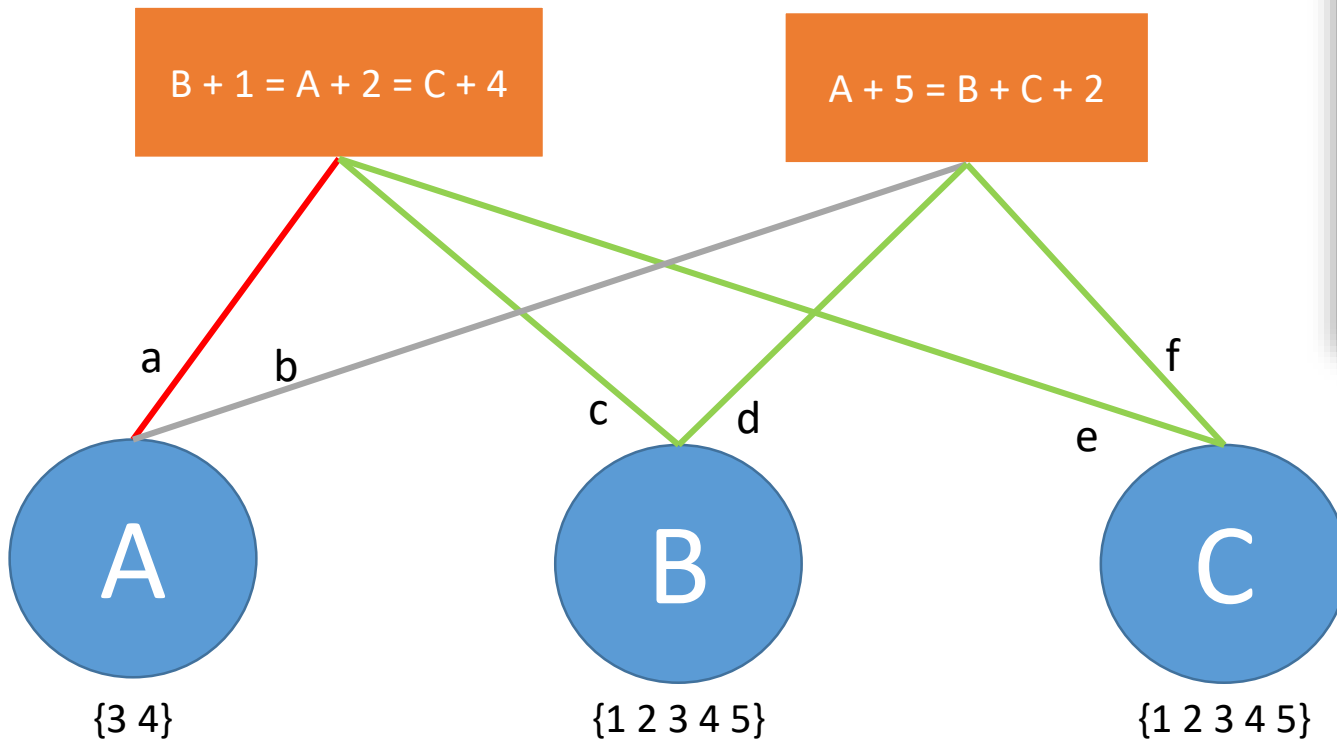 B + 1 = A + 2 = C + 4
A + 5 = B + C + 2
a
b
c
d
e
f
A
B
C
{3 4}
{1 2 3 4 5}
{1 2 3 4 5}